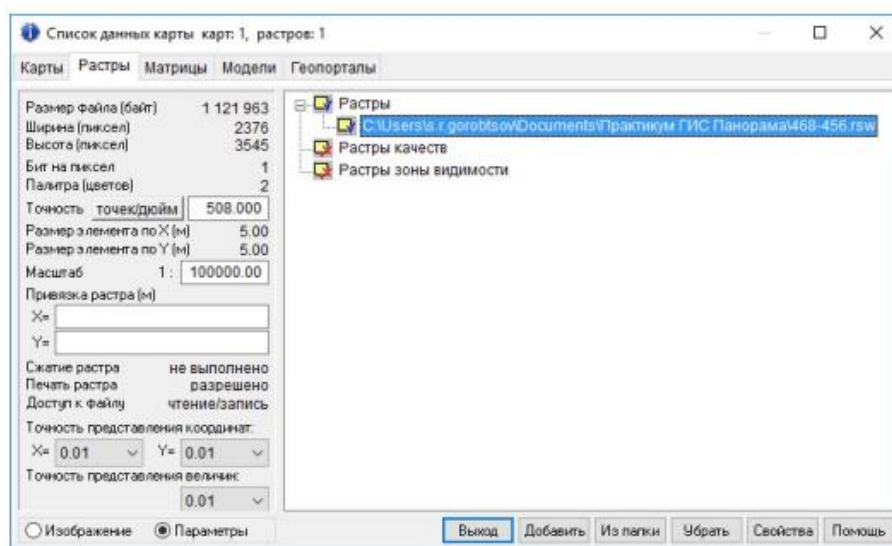 Список данных карты карт: 1, растров: 1
Карты Растры Матрицы Модели Геопорталы
Размер файла (байт) 1 121 963
Ширина (пиксел) 2376
Высота (пиксел) 3545
Бит на пиксел 1
Палитра (цветов) 2
Точность точек/дюйм 508.000
Размер элемента по X (м) 5.00
Размер элемента по Y (м) 5.00
Масштаб 1 : 100000.00
Привязка растра (м)
X=
Y=
Сжатие растра не выполнено
Печать растра разрешено
Доступ к файлу чтение/запись
Точность представления координат:
X= 0.01 Y= 0.01
Точность представления величин:
0.01
Изображение Параметры
Растры
C:\Users\s.r.gorobtsov\Documents\Практикум ГИС Панорама\468-456.rsw
Растры качеств
Растры зоны видимости
Выход Добавить Из папки Убрать Свойства Помощь